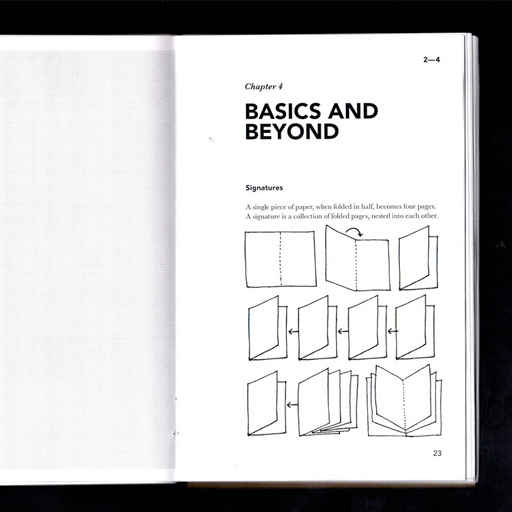 2—4
Chapter 4
BASICS AND
BEYOND
Signatures
A single piece of paper, when folded in half, becomes four pages.
A signature is a collection of folded pages, nested into each other.
23